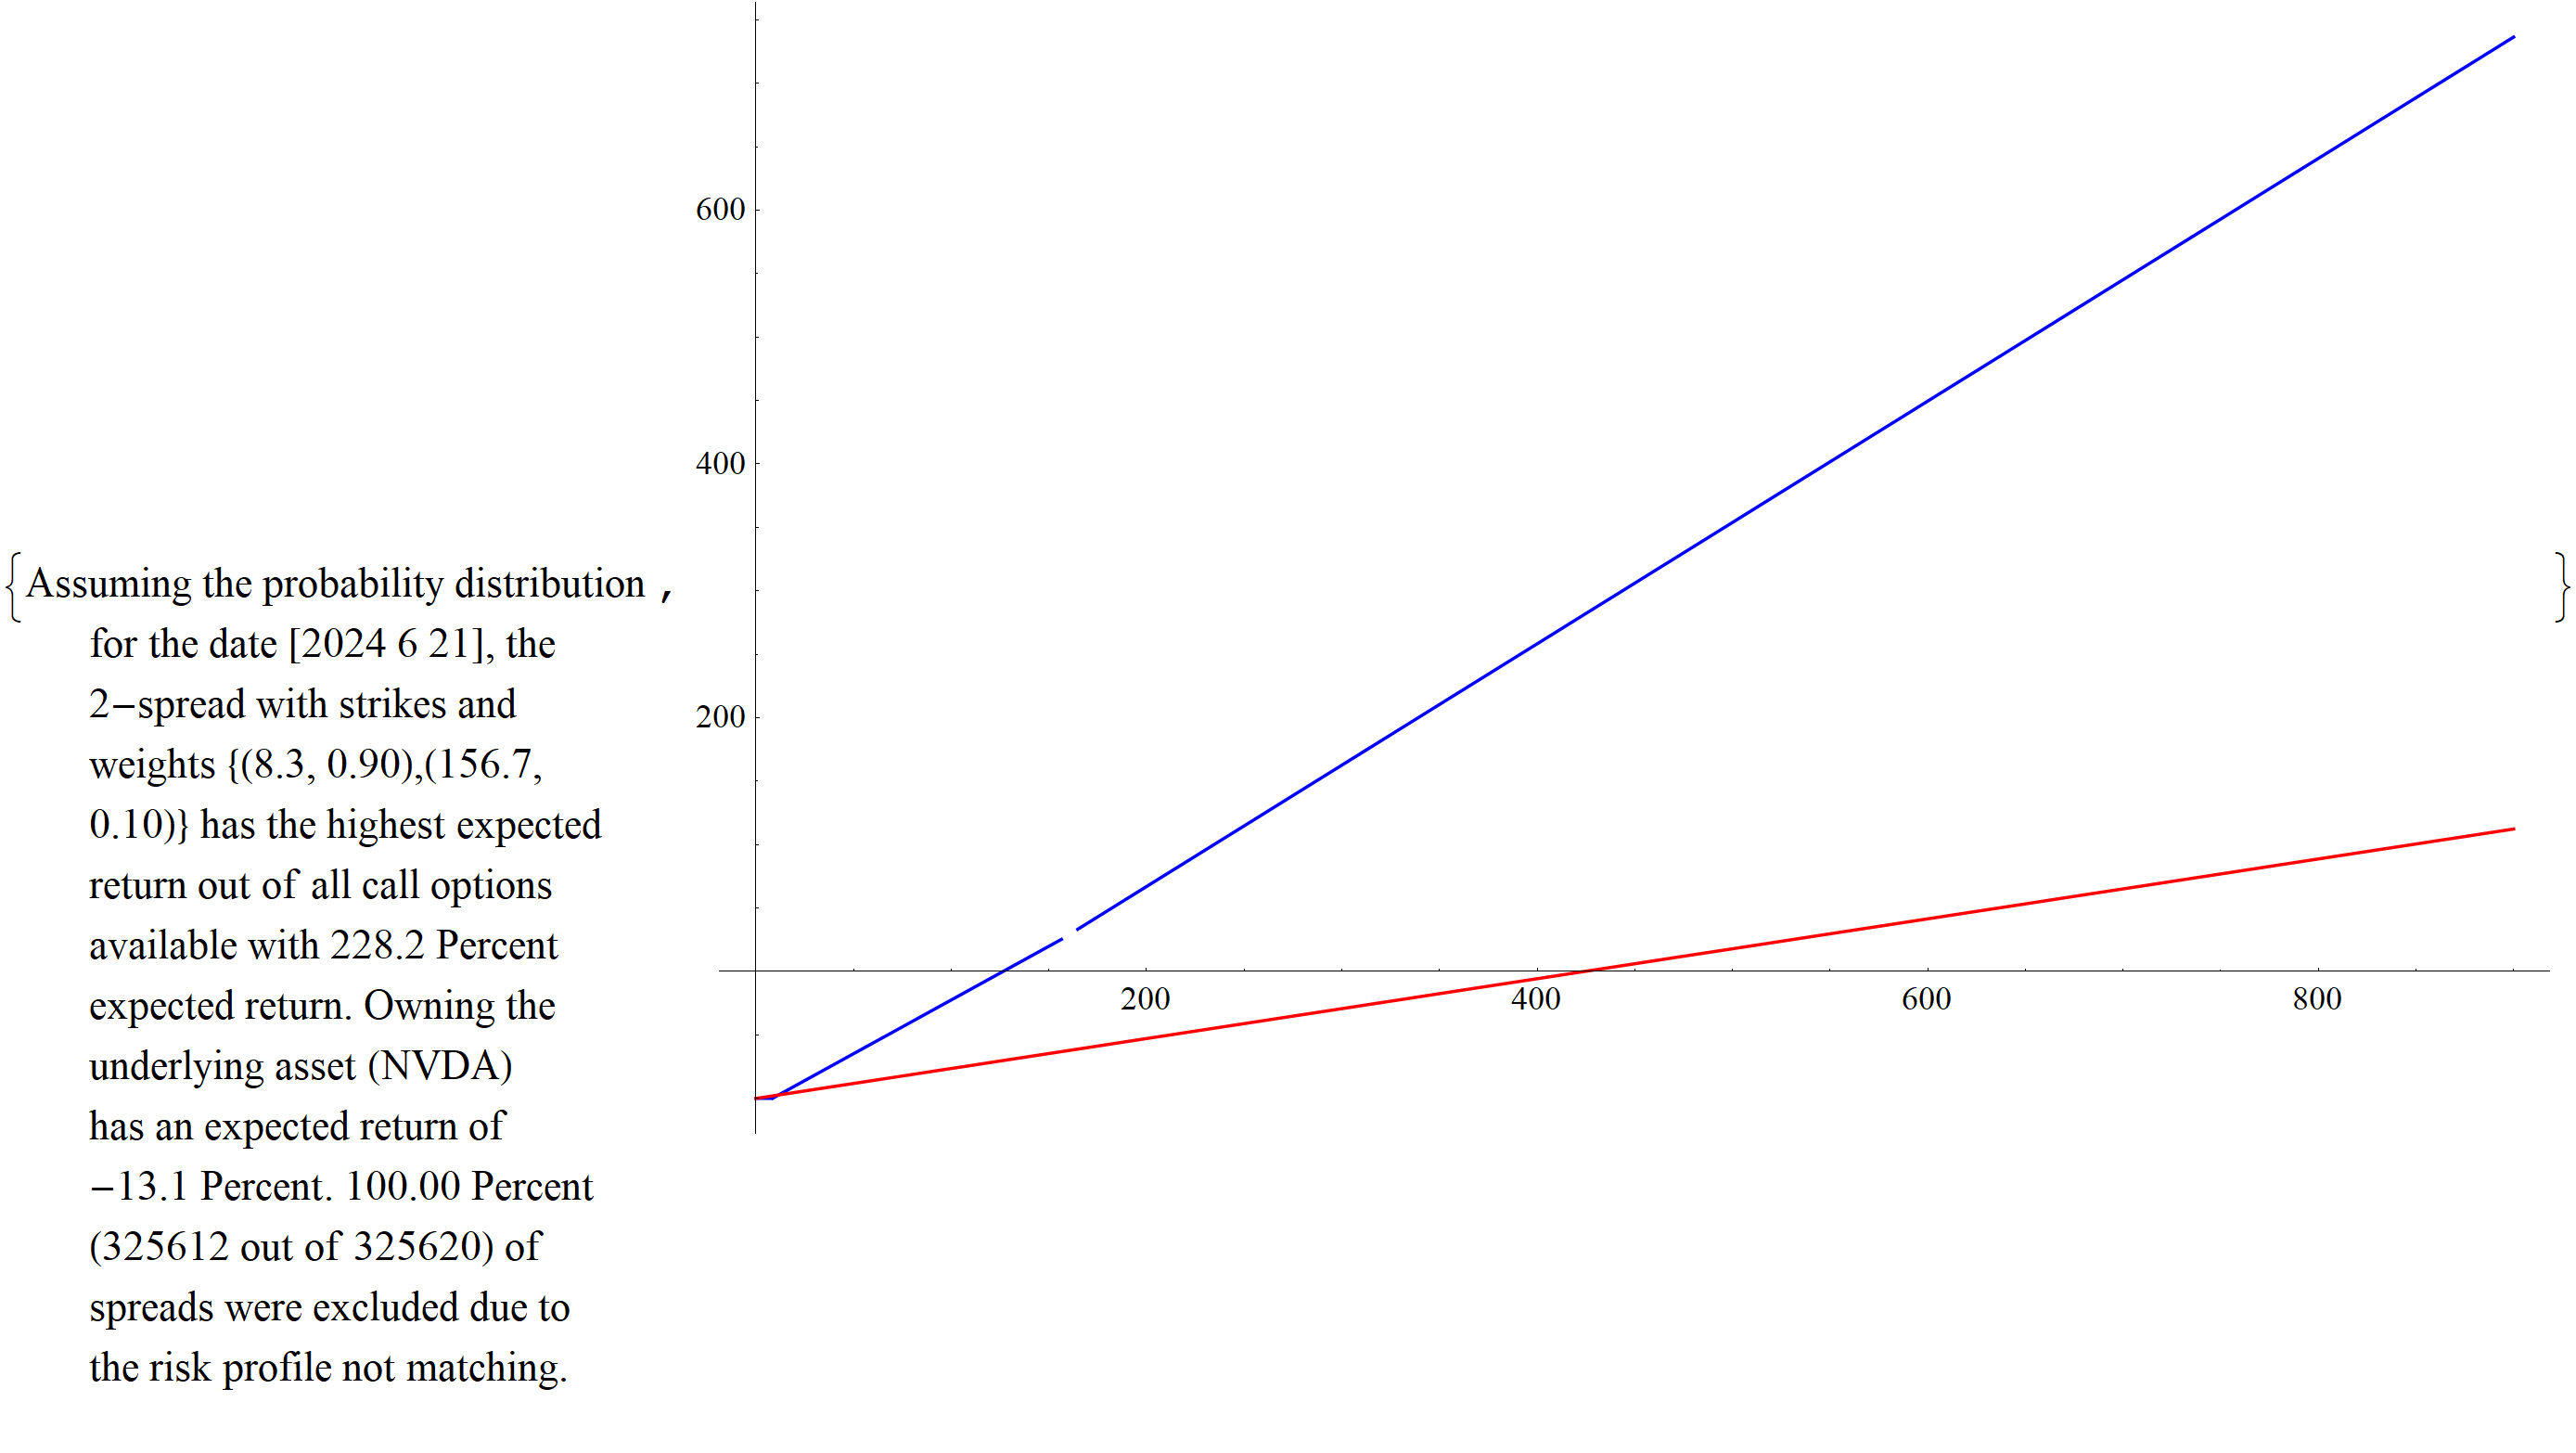 {Assuming the probability distribution ,
for the date [2024 6 21], the
2−spread with strikes and
weights {(8.3, 0.90),(156.7,
0.10)} has the highest expected
return out of all call options
available with 228.2 Percent
expected return. Owning the
underlying asset (NVDA)
has an expected return of
−13.1 Percent. 100.00 Percent
(325612 out of 325620) of
spreads were excluded due to
the risk profile not matching.
600
400
200
200 400 600 800
}